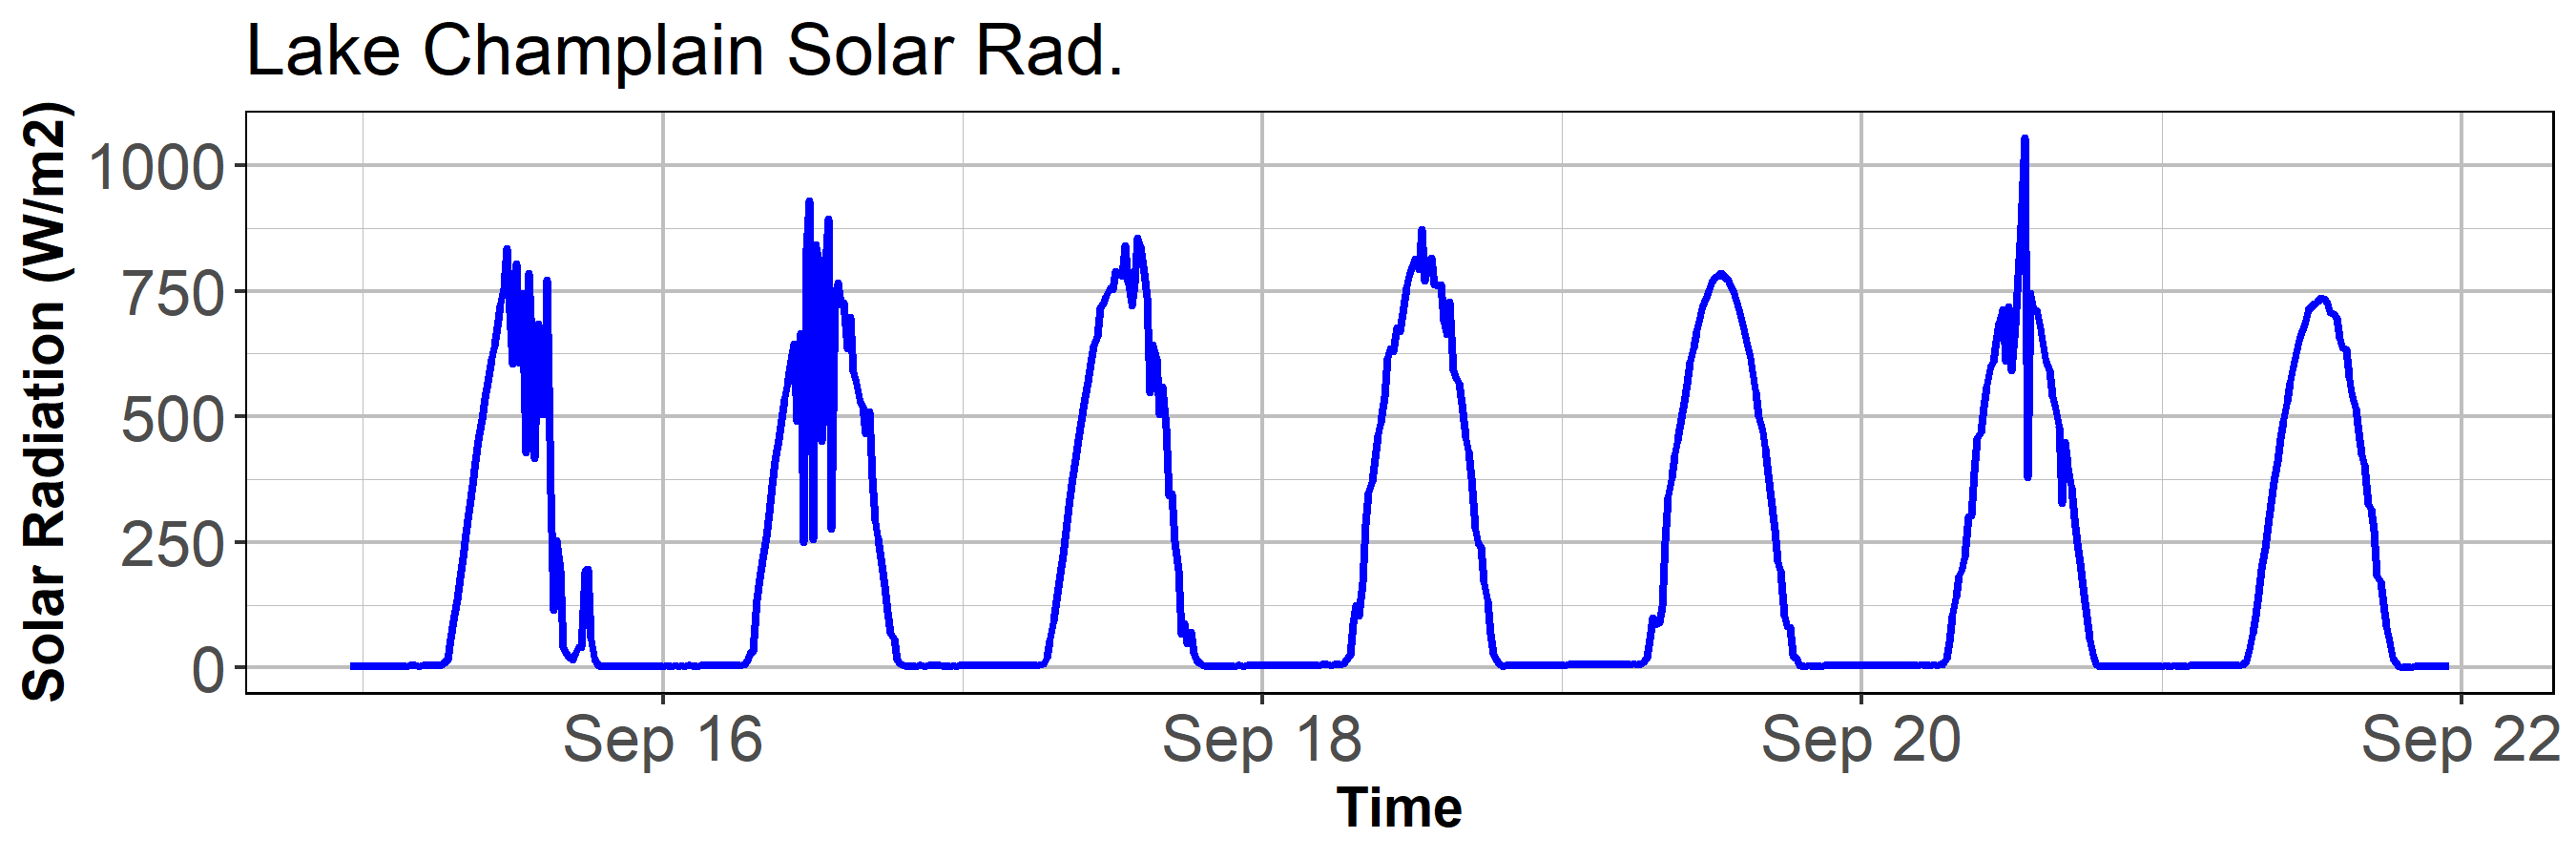 Lake Champlain Solar Rad.
Solar Radiation (W/m2)
1000
750
500
250
0
Sep 16
Sep 18
Sep 20
Sep 22
Time